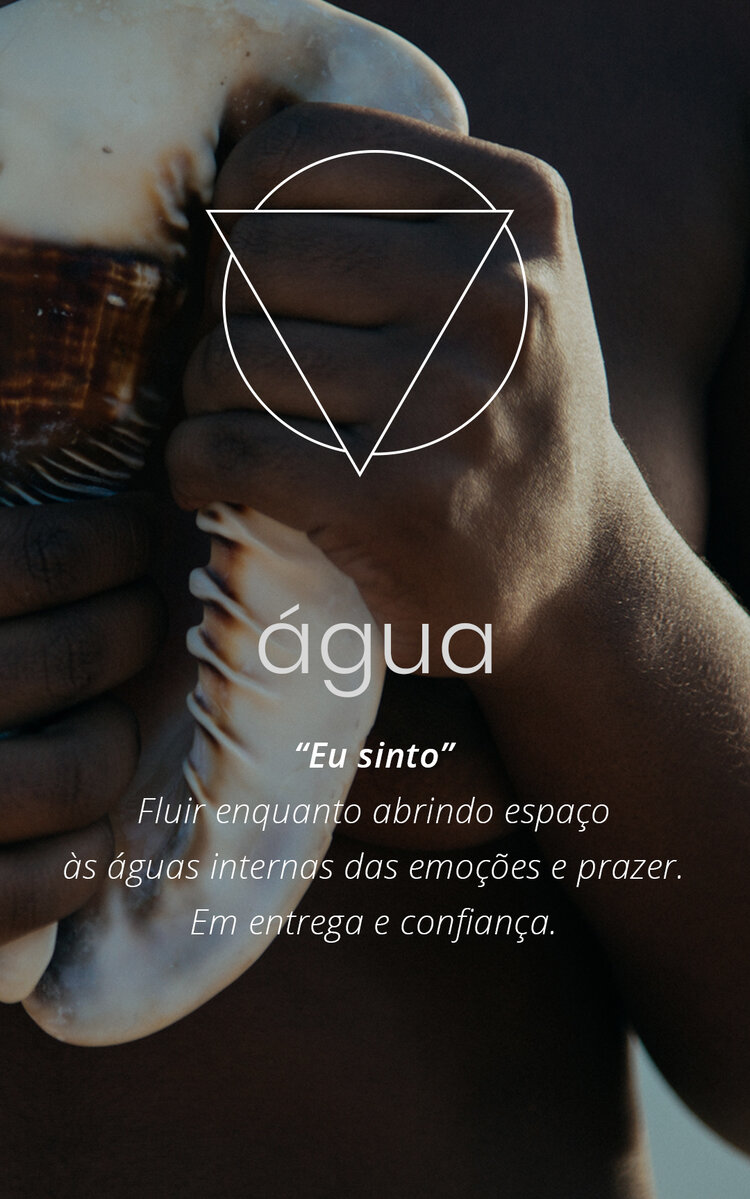 água
“Eu sinto”
Fluir enquanto abrindo espaço
às águas internas das emoções e prazer.
Em entrega e confiança.